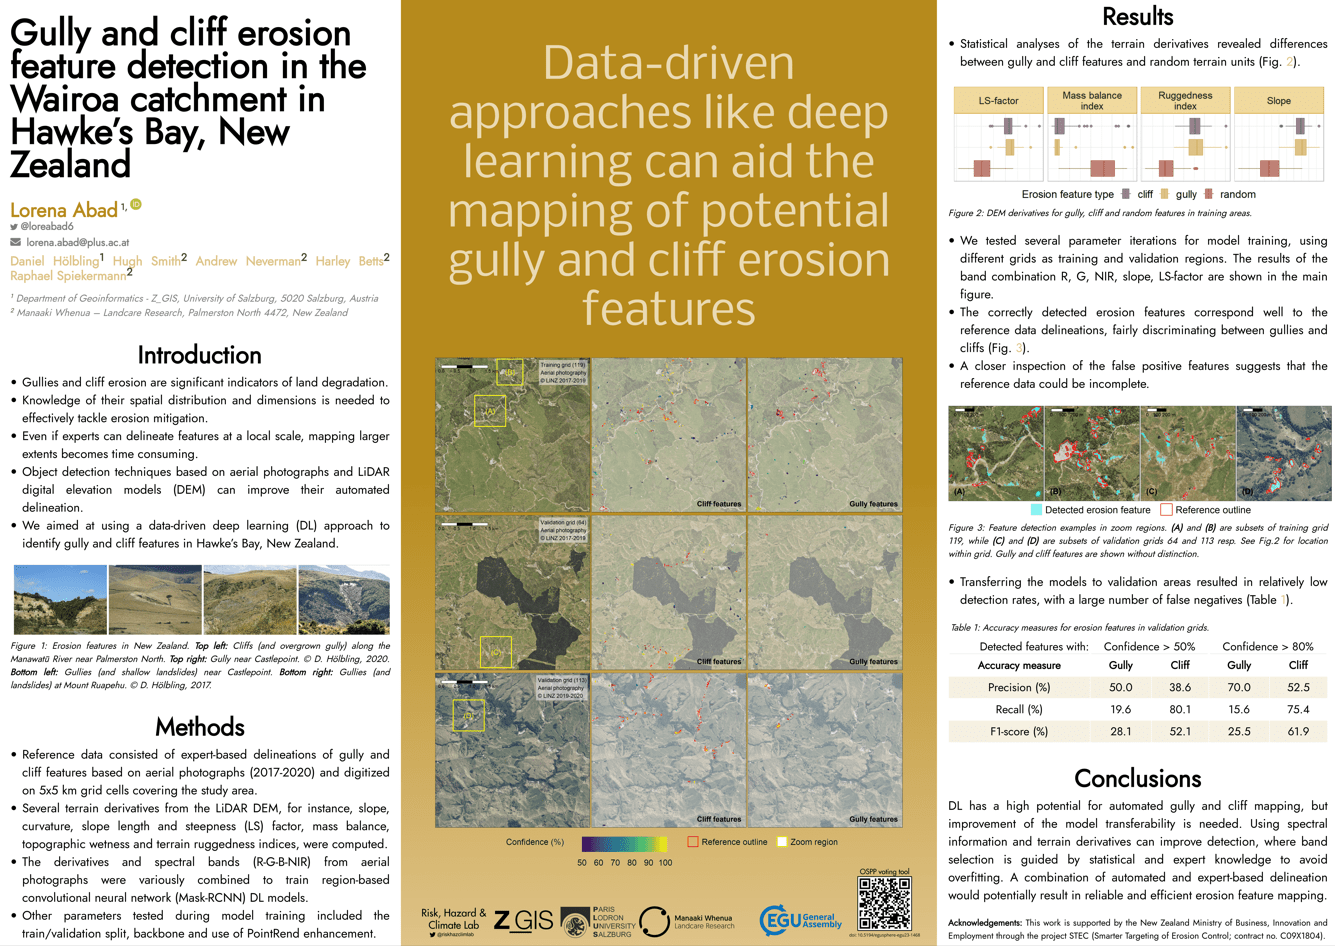 Gully and cliff erosion
feature detection in the
Wairoa catchment in
Hawke's Bay, New
Zealand
Lorena Abad 1,
@loreabad6
lorena.abad@plus.ac.at
Daniel Hölbling1 Hugh Smith2 Andrew Neverman2 Harley Betts2
Raphael Spiekermann2
1 Department of Geoinformatics - Z_GIS, University of Salzburg, 5020 Salzburg, Austria
2 Manaaki Whenua – Landcare Research, Palmerston North 4472, New Zealand
Introduction
• Gullies and cliff erosion are significant indicators of land degradation.
• Knowledge of their spatial distribution and dimensions is needed to
effectively tackle erosion mitigation.
• Even if experts can delineate features at a local scale, mapping larger
extents becomes time consuming.
• Object detection techniques based on aerial photographs and LiDAR
digital elevation models (DEM) can improve their automated
delineation.
• We aimed at using a data-driven deep learning (DL) approach to
identify gully and cliff features in Hawke's Bay, New Zealand.
Figure 1: Erosion features in New Zealand. Top left: Cliffs (and overgrown gully) along the
Manawatū River near Palmerston North. Top right: Gully near Castlepoint. © D. Hölbling, 2020.
Bottom left: Gullies (and shallow landslides) near Castlepoint. Bottom right: Gullies (and
landslides) at Mount Ruapehu. © D. Hölbling, 2017.
Methods
• Reference data consisted of expert-based delineations of gully and
cliff features based on aerial photographs (2017-2020) and digitized
on 5x5 km grid cells covering the study area.
• Several terrain derivatives from the LiDAR DEM, for instance, slope,
curvature, slope length and steepness (LS) factor, mass balance,
topographic wetness and terrain ruggedness indices, were computed.
• The derivatives and spectral bands (R-G-B-NIR) from aerial
photographs were variously combined to train region-based
convolutional neural network (Mask-RCNN) DL models.
• Other parameters tested during model training included the
train/validation split, backbone and use of PointRend enhancement.
Data-driven
approaches like deep
learning can aid the
mapping of potential
gully and cliff erosion
features
Training grid (119)
Aerial photography
© LINZ 2017-2019
(B)
(A)
Cliff features
Gully features
Validation grid (64)
Aerial photography
© LINZ 2017-2019
(C)
Cliff features
Gully features
Validation grid (113)
Aerial photography
© LINZ 2019-2020
(D)
Cliff features
Gully features
Confidence (%)
50 60 70 80 90 100
Reference outline
Zoom region
OSPP voting tool
Risk, Hazard &
Climate Lab
@riskhazclimlab
Z_GIS
PARIS
LODRON
UNIVERSITY
SALZBURG
Manaaki Whenua
Landcare Research
EGU General
Assembly
Results
• Statistical analyses of the terrain derivatives revealed differences
between gully and cliff features and random terrain units (Fig. 2).
LS-factor
Mass balance
index
Ruggedness
index
Slope
Erosion feature type cliff gully random
Figure 2: DEM derivatives for gully, cliff and random features in training areas.
• We tested several parameter iterations for model training, using
different grids as training and validation regions. The results of the
band combination R, G, NIR, slope, LS-factor are shown in the main
figure.
• The correctly detected erosion features correspond well to the
reference data delineations, fairly discriminating between gullies and
cliffs (Fig. 3).
• A closer inspection of the false positive features suggests that the
reference data could be incomplete.
(A)
(B)
(C)
(D)
Detected erosion feature Reference outline
Figure 3: Feature detection examples in zoom regions. (A) and (B) are subsets of training grid
119, while (C) and (D) are subsets of validation grids 64 and 113 resp. See Fig.2 for location
within grid. Gully and cliff features are shown without distinction.
• Transferring the models to validation areas resulted in relatively low
detection rates, with a large number of false negatives (Table 1).
Table 1: Accuracy measures for erosion features in validation grids.
Detected features with: Confidence > 50% Confidence > 80%
Accuracy measure Gully Cliff Gully Cliff
Precision (%) 50.0 38.6 70.0 52.5
Recall (%) 19.6 80.1 15.6 75.4
F1-score (%) 28.1 52.1 25.5 61.9
Conclusions
DL has a high potential for automated gully and cliff mapping, but
improvement of the model transferability is needed. Using spectral
information and terrain derivatives can improve detection, where band
selection is guided by statistical and expert knowledge to avoid
overfitting. A combination of automated and expert-based delineation
would potentially result in reliable and efficient erosion feature mapping.
Acknowledgements: This work is supported by the New Zealand Ministry of Business, Innovation and
Employment through the project STEC (Smarter Targeting of Erosion Control; contract no. C09X1804).